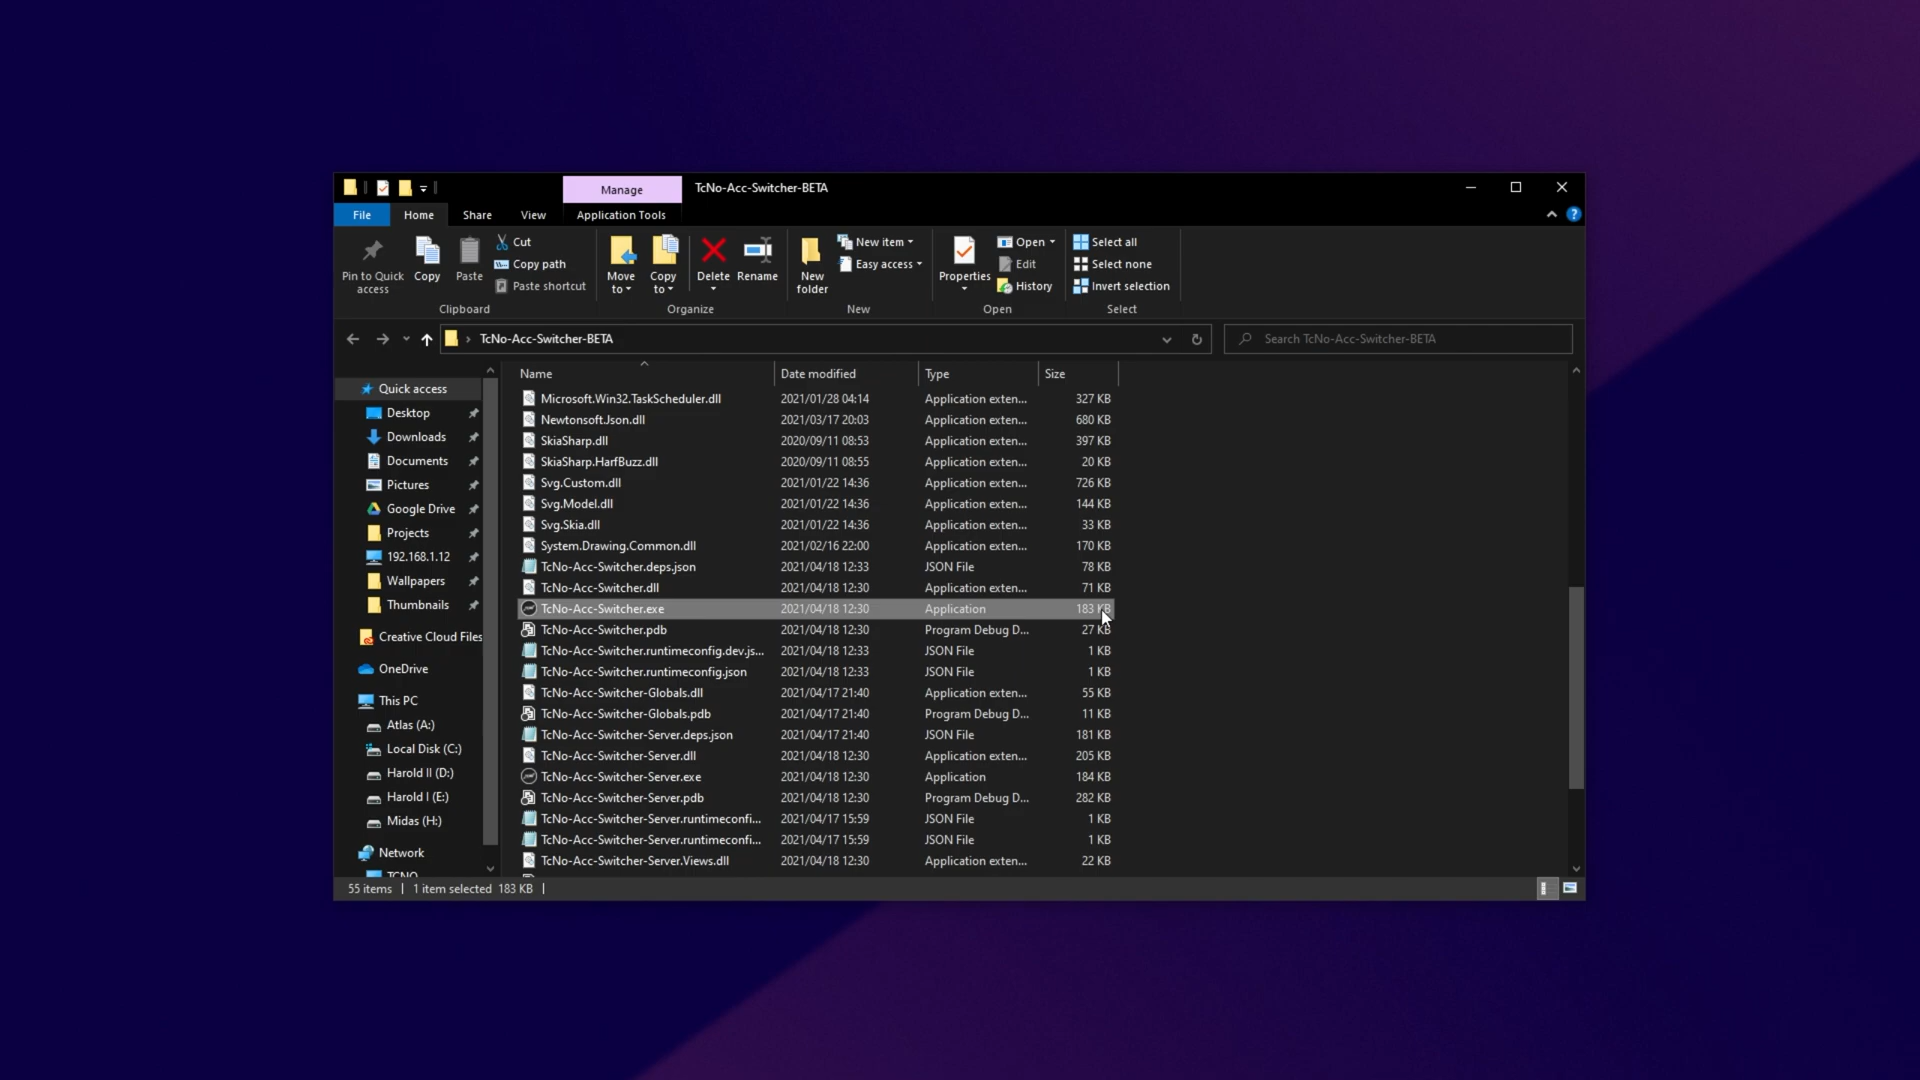 Manage
TcNo-Acc-Switcher-BETA
File
Home
Share
View
Application Tools
Pin to Quick access
Copy
Paste
Cut
Copy path
Paste shortcut
Clipboard
Move to
Copy to
Delete
Rename
Organize
New folder
New item
Easy access
New
Properties
Open
Edit
History
Open
Select all
Select none
Invert selection
Select
TcNo-Acc-Switcher-BETA
Search TcNo-Acc-Switcher-BETA
Quick access
Desktop
Downloads
Documents
Pictures
Google Drive
Projects
192.168.1.12
Wallpapers
Thumbnails
Creative Cloud Files
OneDrive
This PC
Atlas (A:)
Local Disk (C:)
Harold II (D:)
Harold I (E:)
Midas (H:)
Network
TCNO
Name Date modified Type Size
Microsoft.Win32.TaskScheduler.dll 2021/01/28 04:14 Application exten... 327 KB
Newtonsoft.Json.dll 2021/03/17 20:03 Application exten... 680 KB
SkiaSharp.dll 2020/09/11 08:53 Application exten... 397 KB
SkiaSharp.HarfBuzz.dll 2020/09/11 08:55 Application exten... 20 KB
Svg.Custom.dll 2021/01/22 14:36 Application exten... 726 KB
Svg.Model.dll 2021/01/22 14:36 Application exten... 144 KB
Svg.Skia.dll 2021/01/22 14:36 Application exten... 33 KB
System.Drawing.Common.dll 2021/02/16 22:00 Application exten... 170 KB
TcNo-Acc-Switcher.deps.json 2021/04/18 12:33 JSON File 78 KB
TcNo-Acc-Switcher.dll 2021/04/18 12:30 Application exten... 71 KB
TcNo-Acc-Switcher.exe 2021/04/18 12:30 Application 183 KB
TcNo-Acc-Switcher.pdb 2021/04/18 12:30 Program Debug D... 27 KB
TcNo-Acc-Switcher.runtimeconfig.dev.js... 2021/04/18 12:33 JSON File 1 KB
TcNo-Acc-Switcher.runtimeconfig.json 2021/04/18 12:33 JSON File 1 KB
TcNo-Acc-Switcher-Globals.dll 2021/04/17 21:40 Application exten... 55 KB
TcNo-Acc-Switcher-Globals.pdb 2021/04/17 21:40 Program Debug D... 11 KB
TcNo-Acc-Switcher-Server.deps.json 2021/04/17 21:40 JSON File 181 KB
TcNo-Acc-Switcher-Server.dll 2021/04/18 12:30 Application exten... 205 KB
TcNo-Acc-Switcher-Server.exe 2021/04/18 12:30 Application 184 KB
TcNo-Acc-Switcher-Server.pdb 2021/04/18 12:30 Program Debug D... 282 KB
TcNo-Acc-Switcher-Server.runtimeconfi... 2021/04/17 15:59 JSON File 1 KB
TcNo-Acc-Switcher-Server.runtimeconfi... 2021/04/17 15:59 JSON File 1 KB
TcNo-Acc-Switcher-Server.Views.dll 2021/04/18 12:30 Application exten... 22 KB
55 items | 1 item selected 183 KB |